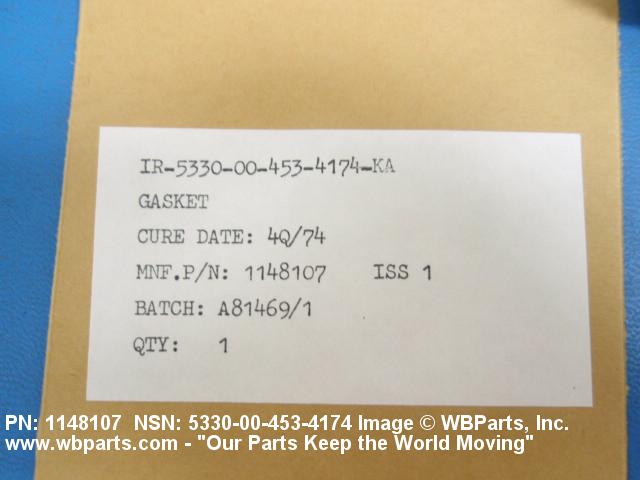 IR-5330-00-453-4174-KA
GASKET
CURE DATE: 4Q/74
MNF.P/N: 1148107 ISS 1
BATCH: A81469/1
QTY: 1
PN: 1148107 NSN: 5330-00-453-4174 Image © WBParts, Inc.
www.wbparts.com - "Our Parts Keep the World Moving"